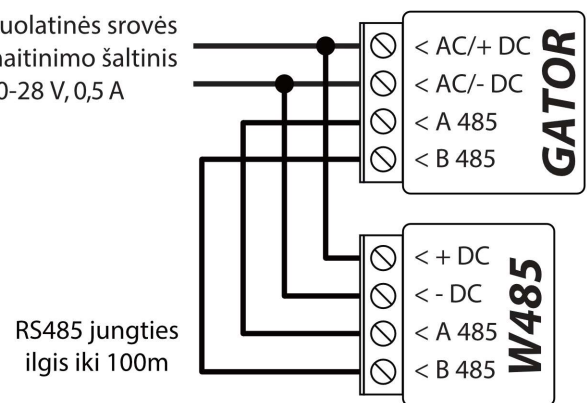 uolatinės srovės
naitinimo šaltinis
0-28 V, 0,5 A
< AC/+ DC
< AC/- DC
< A 485
< B 485
GATOR
< + DC
< - DC
< A 485
< B 485
W485
RS485 jungties
ilgis iki 100m